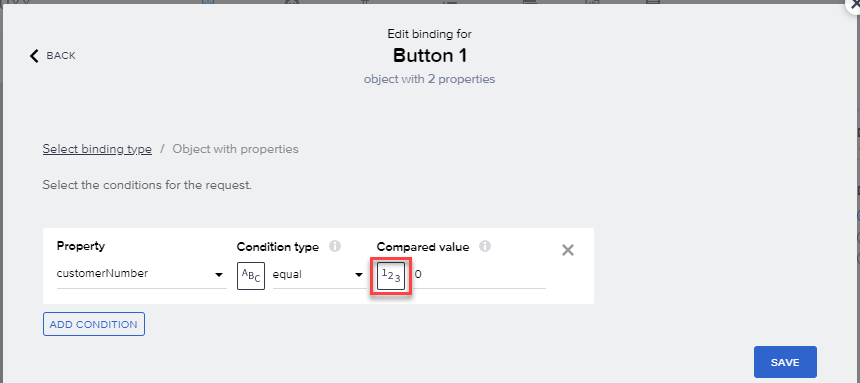 Edit binding for
BACK
Button 1
object with 2 properties
Select binding type / Object with properties
Select the conditions for the request.
Property Condition type Compared value
customerNumber ABC equal 123 0
ADD CONDITION
SAVE